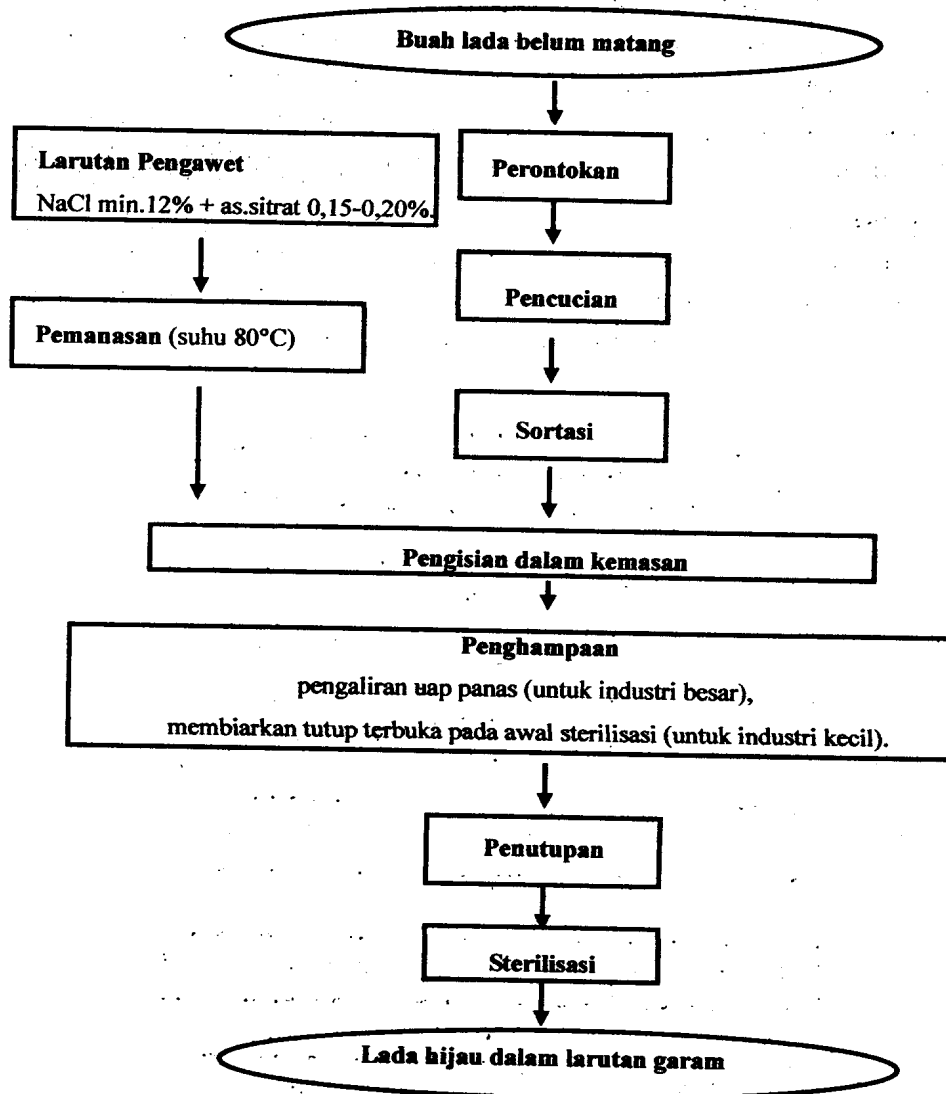 Buah lada belum matang
Larutan Pengawet
NaCl min.12% + as.sitrat 0,15-0,20%.
Perontokan
Pencucian
Pemanasan (suhu 80°C)
Sortasi
Pengisian dalam kemasan
Penghampaan
pengaliran uap panas (untuk industri besar),
membiarkan tutup terbuka pada awal sterilisasi (untuk industri kecil).
Penutupan
Sterilisasi
Lada hijau dalam larutan garam